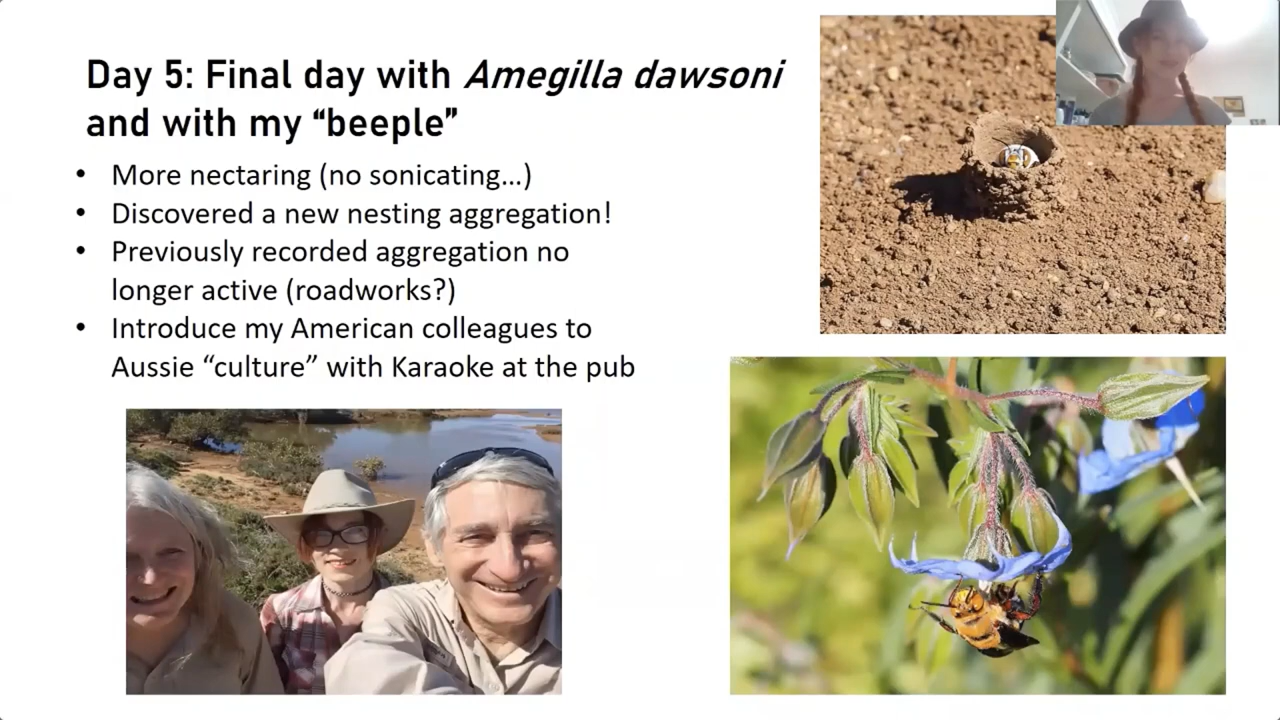 Day 5: Final day with Amegilla dawsoni
and with my “beeple”
• More nectaring (no sonicating...)
• Discovered a new nesting aggregation!
• Previously recorded aggregation no
longer active (roadworks?)
• Introduce my American colleagues to
Aussie “culture” with Karaoke at the pub